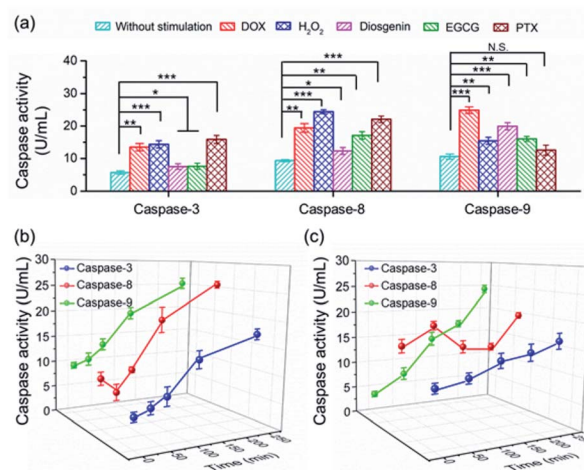 (a)
Without stimulation DOX H₂O₂ Diosgenin EGCG PTX
Caspase activity
(U/mL)
40
30
20
10
0
**
***
*
***
**
***
*
**
***
***
**
***
**
N.S.
Caspase-3 Caspase-8 Caspase-9
(b)
Caspase activity (U/mL)
30
25
20
15
10
5
0
Caspase-3
Caspase-8
Caspase-9
0 50 100 150 200
Time (min)
(c)
Caspase activity (U/mL)
30
25
20
15
10
5
0
Caspase-3
Caspase-8
Caspase-9
0 50 100 150 200
Time (min)